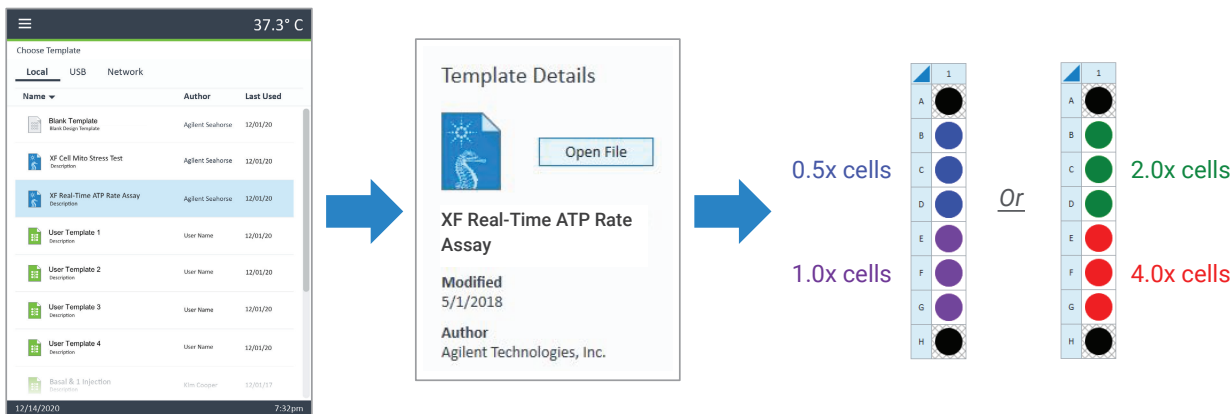 37.3° C
Choose Template
Local USB Network
Name Author Last Used
Blank Template
Blank Design Template
Agilent Seahorse 12/01/20
XF Cell Mito Stress Test
Description
Agilent Seahorse 12/01/20
XF Real-Time ATP Rate Assay
Description
Agilent Seahorse 12/01/20
User Template 1
Description
User Name 12/01/20
User Template 2
Description
User Name 12/01/20
User Template 3
Description
User Name 12/01/20
User Template 4
Description
User Name 12/01/20
Basal & 1 Injection
Description
Kim Cooper 12/01/17
12/14/2020 7:32pm
Template Details
Open File
XF Real-Time ATP Rate
Assay
Modified
5/1/2018
Author
Agilent Technologies, Inc.
0.5x cells
1.0x cells
1
A
B
C
D
E
F
G
H
Or
1
A
B
C
D
E
F
G
H
2.0x cells
4.0x cells